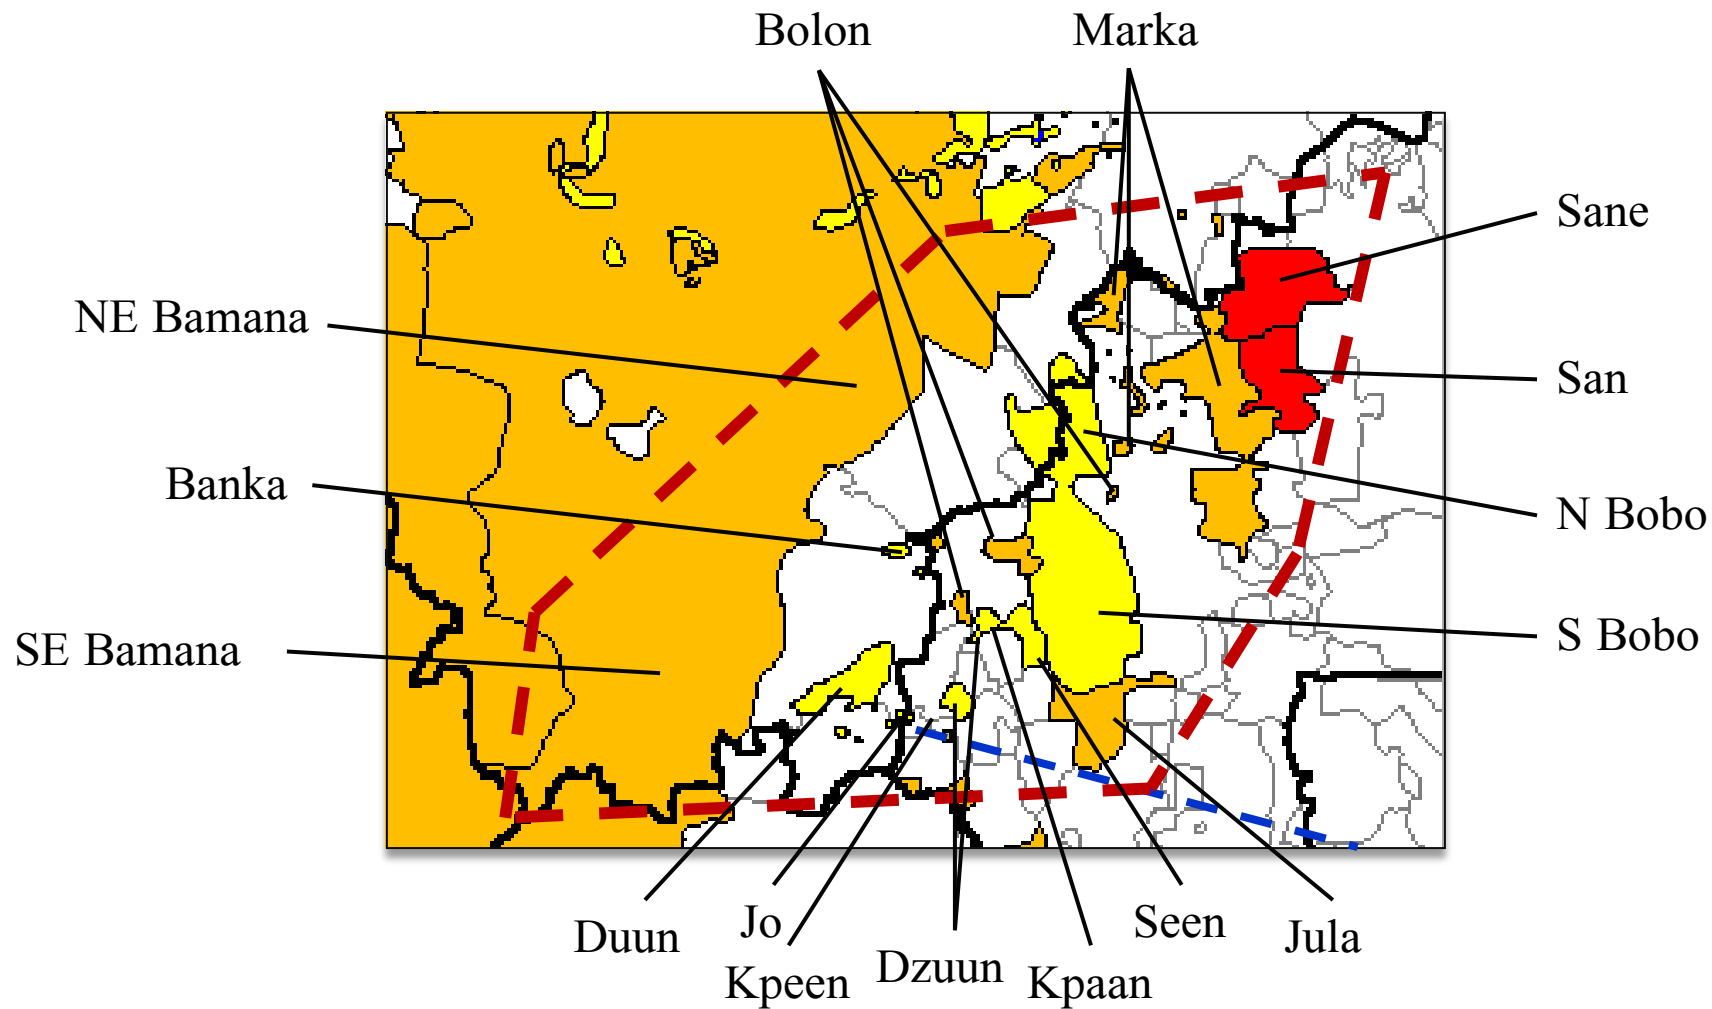 Bolon
Marka
Sane
NE Bamana
San
Banka
N Bobo
S Bobo
SE Bamana
Duun
Jo
Seen
Jula
Kpeen
Dzuun
Kpaan